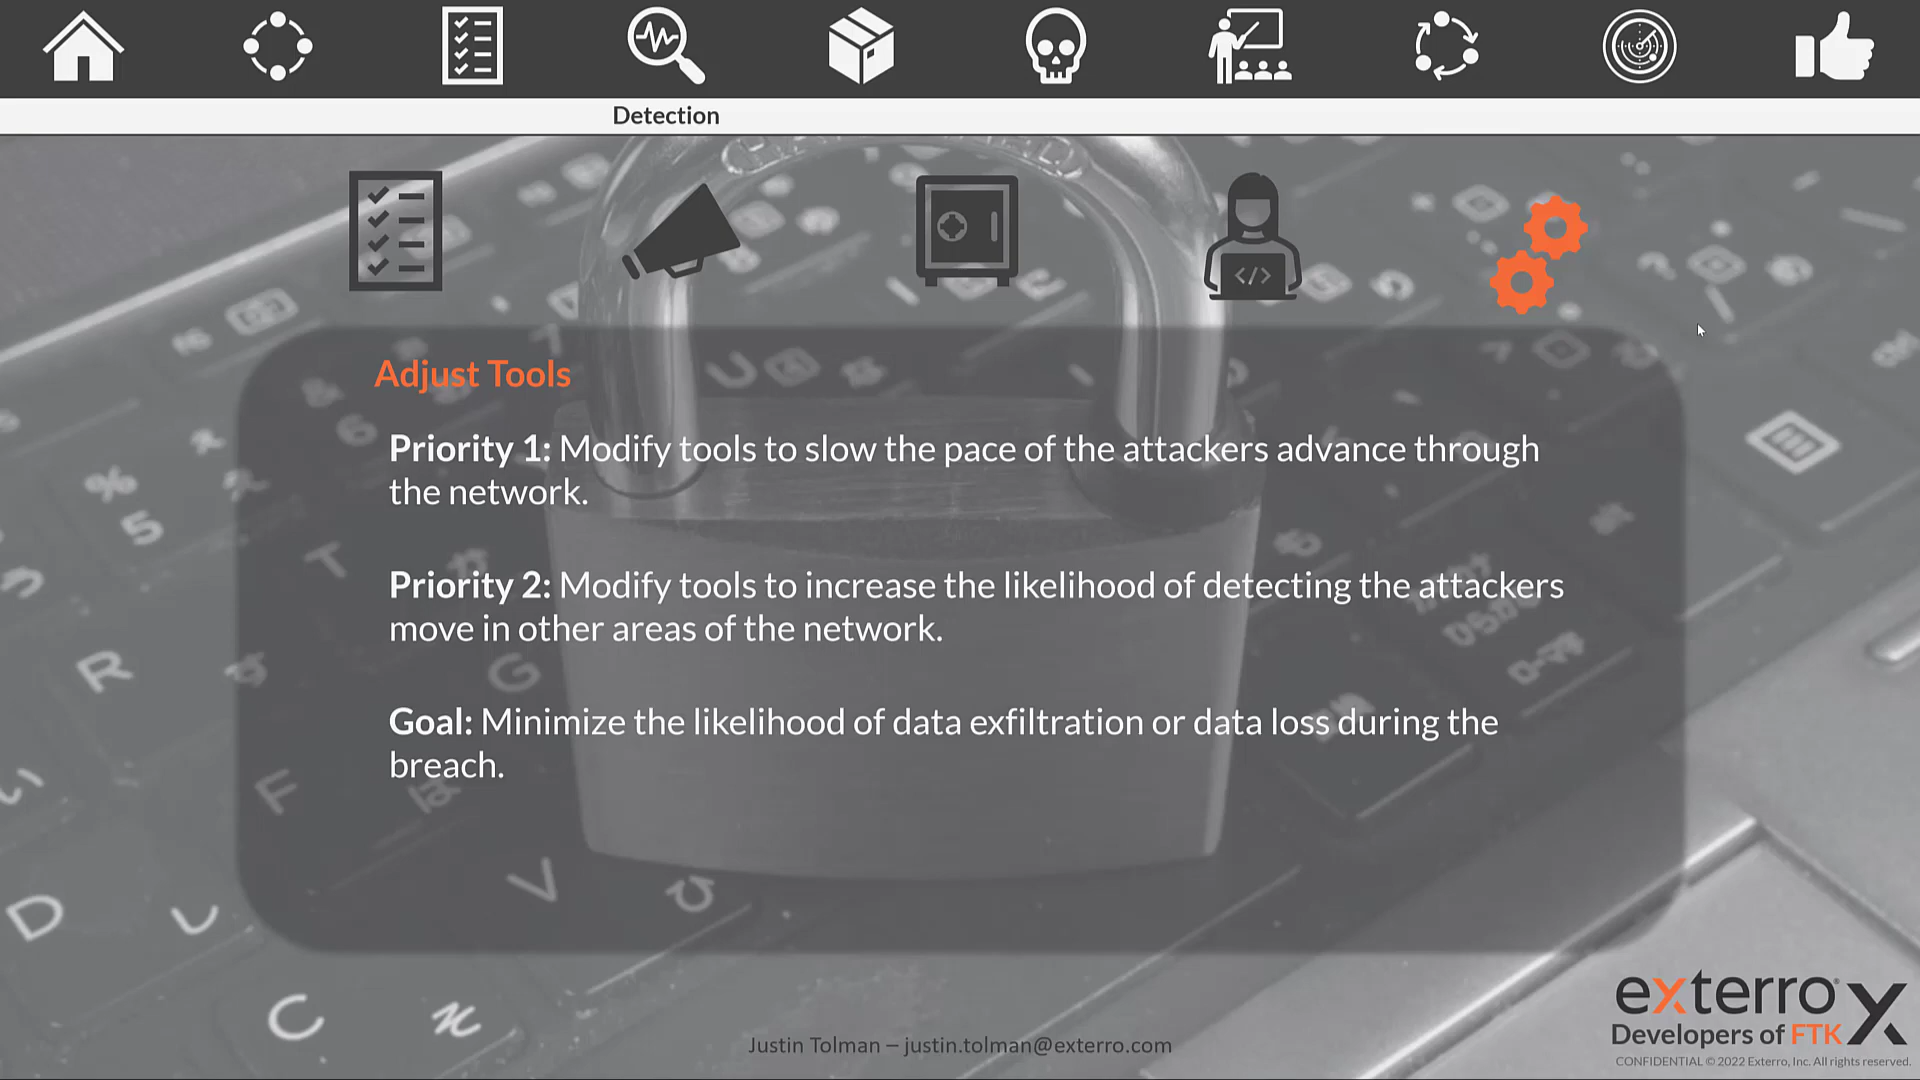 Detection
Adjust Tools
Priority 1: Modify tools to slow the pace of the attackers advance through
the network.
Priority 2: Modify tools to increase the likelihood of detecting the attackers
move in other areas of the network.
Goal: Minimize the likelihood of data exfiltration or data loss during the
breach.
exterro
Developers of FTK
Justin Tolman – justin.tolman@exterro.com
CONFIDENTIAL © 2022 Exterro, Inc. All rights reserved.